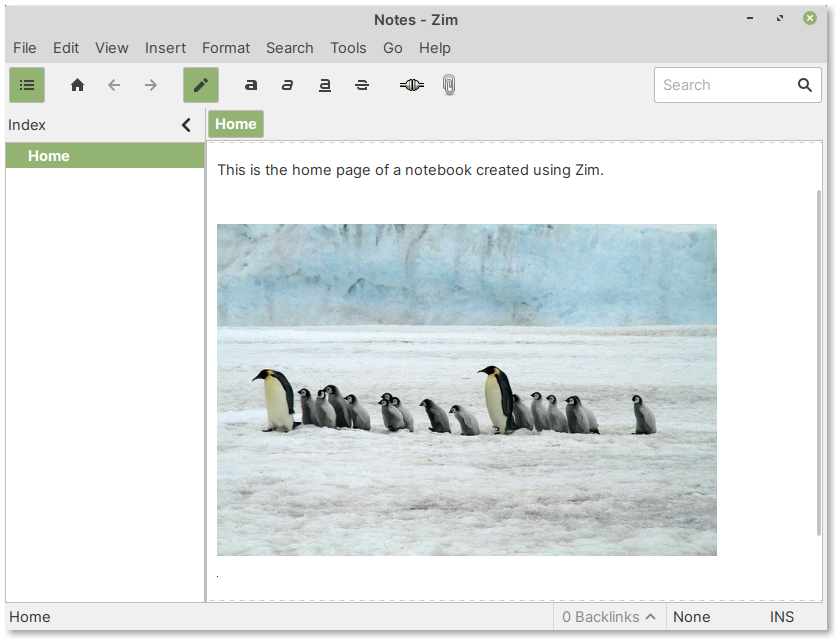 Notes - Zim
File Edit View Insert Format Search Tools Go Help
a a a a Search
Index
Home
Home
This is the home page of a notebook created using Zim.
.
Home 0 Backlinks None INS